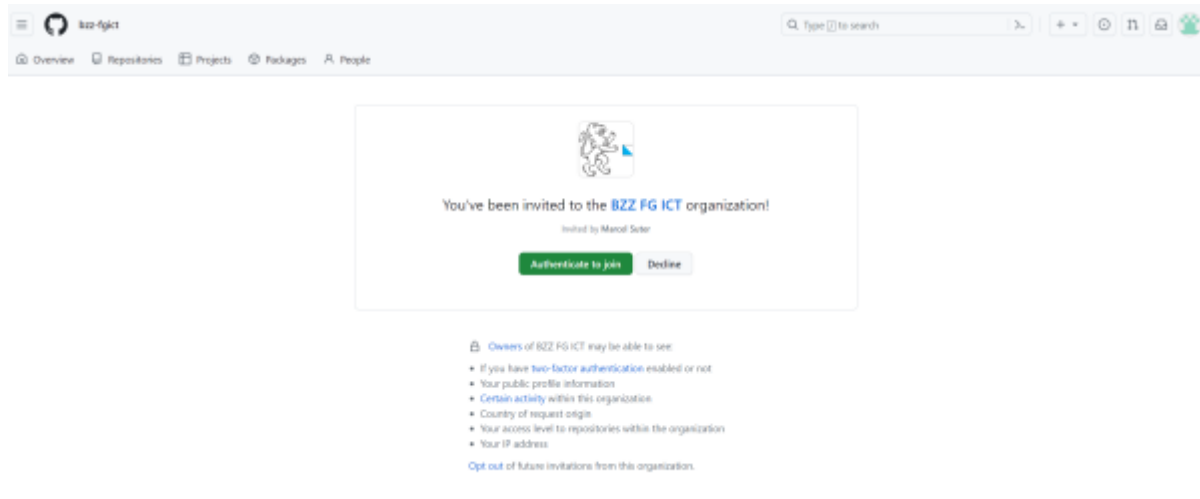 bzz-fgict
Type / to search
Overview Repositories Projects Packages People
You've been invited to the BZZ FG ICT organization!
Invited by Marcel Suter
Authenticate to join Decline
Owners of BZZ FG ICT may be able to see:
If you have two-factor authentication enabled or not
Your public profile information
Certain activity within this organization
Country of request origin
Your access level to repositories within the organization
Your IP address
Opt out of future invitations from this organization.